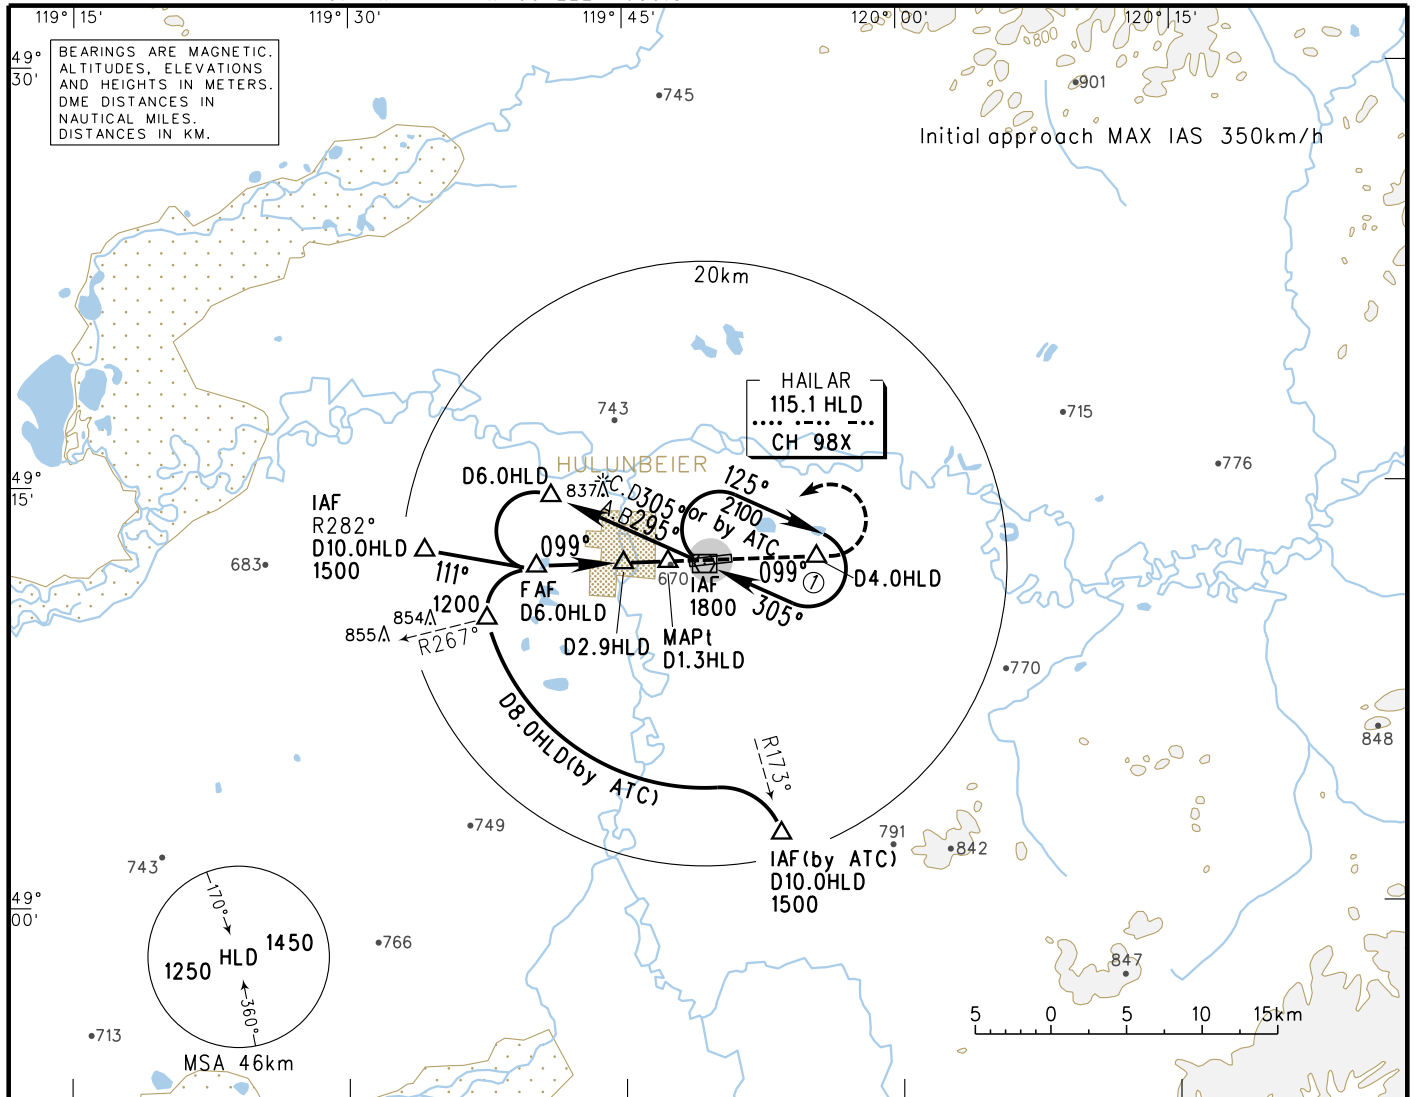 119° 15'
119° 30'
119° 45'
120° 00'
120° 15'
49°
30'
BEARINGS ARE MAGNETIC.
ALTITUDES, ELEVATIONS
AND HEIGHTS IN METERS.
DME DISTANCES IN
NAUTICAL MILES.
DISTANCES IN KM.
800
901
745
Initial approach MAX IAS 350km/h
20km
HAILAR
115.1 HLD
CH 98X
743
715
HULUNBEIER
776
49°
15'
D6.0HLD
837
C.D305° or by ATC
A.B295°
125°
2100
IAF
R282°
D10.0HLD
1500
111°
099°
683
FAF
D6.0HLD
670
IAF
1800
099°
1
D4.0HLD
305°
1200
854
855
R267°
D2.9HLD
MAPt
D1.3HLD
770
D8.0HLD(by ATC)
R173°
848
749
791
842
743
IAF(by ATC)
D10.0HLD
1500
49°
00'
170°
1450
HLD
1250
360°
MSA 46km
766
847
713
5 0 5 10 15km